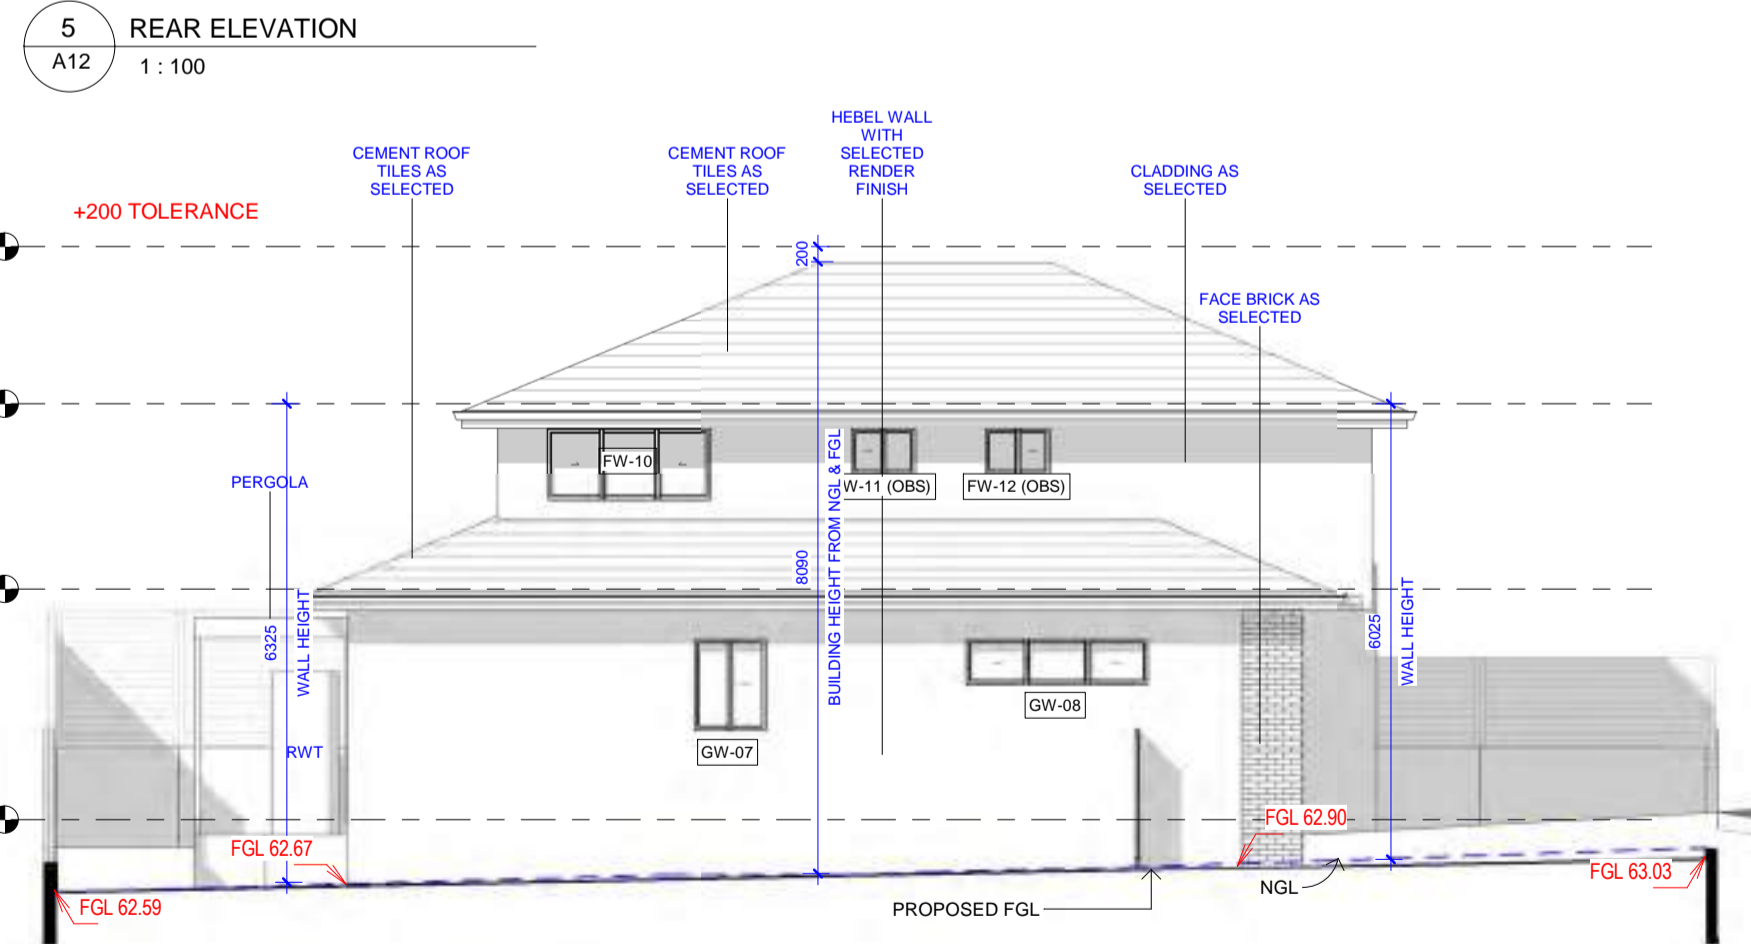 5
A12
REAR ELEVATION
1 : 100
HEBEL WALL
WITH
SELECTED
RENDER
FINISH
CEMENT ROOF
TILES AS
SELECTED
CEMENT ROOF
TILES AS
SELECTED
CLADDING AS
SELECTED
+200 TOLERANCE
200
FACE BRICK AS
SELECTED
FW-10
PERGOLA
W-11 (OBS)
FW-12 (OBS)
8090
BUILDING HEIGHT FROM NGL & FGL
6325
WALL HEIGHT
6025
WALL HEIGHT
GW-08
GW-07
RWT
FGL 62.90
FGL 62.67
FGL 63.03
NGL
FGL 62.59
PROPOSED FGL